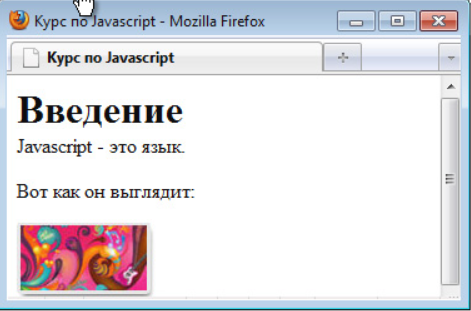 Курс по Javascript - Mozilla Firefox
Курс по Javascript
Введение
Javascript - это язык.
Вот как он выглядит: